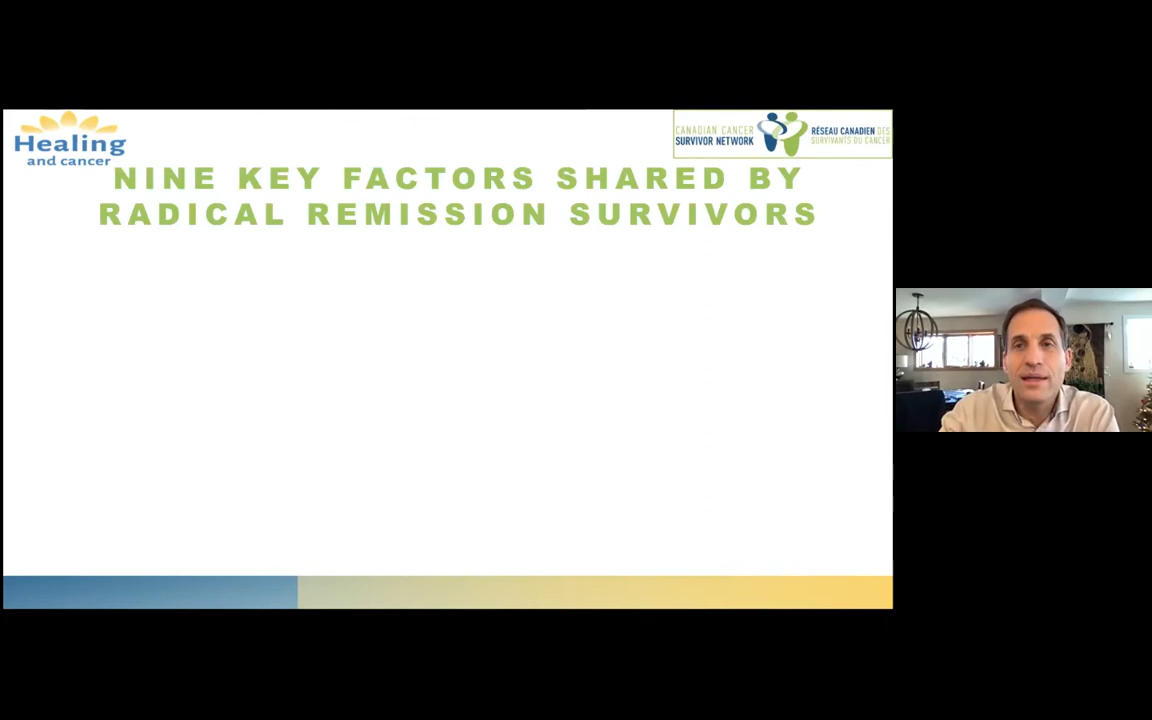 Healing
and cancer
CANADIAN CANCER
SURVIVOR NETWORK
RÉSEAU CANADIEN DES
SURVIVANTS DU CANCER
NINE KEY FACTORS SHARED BY
RADICAL REMISSION SURVIVORS